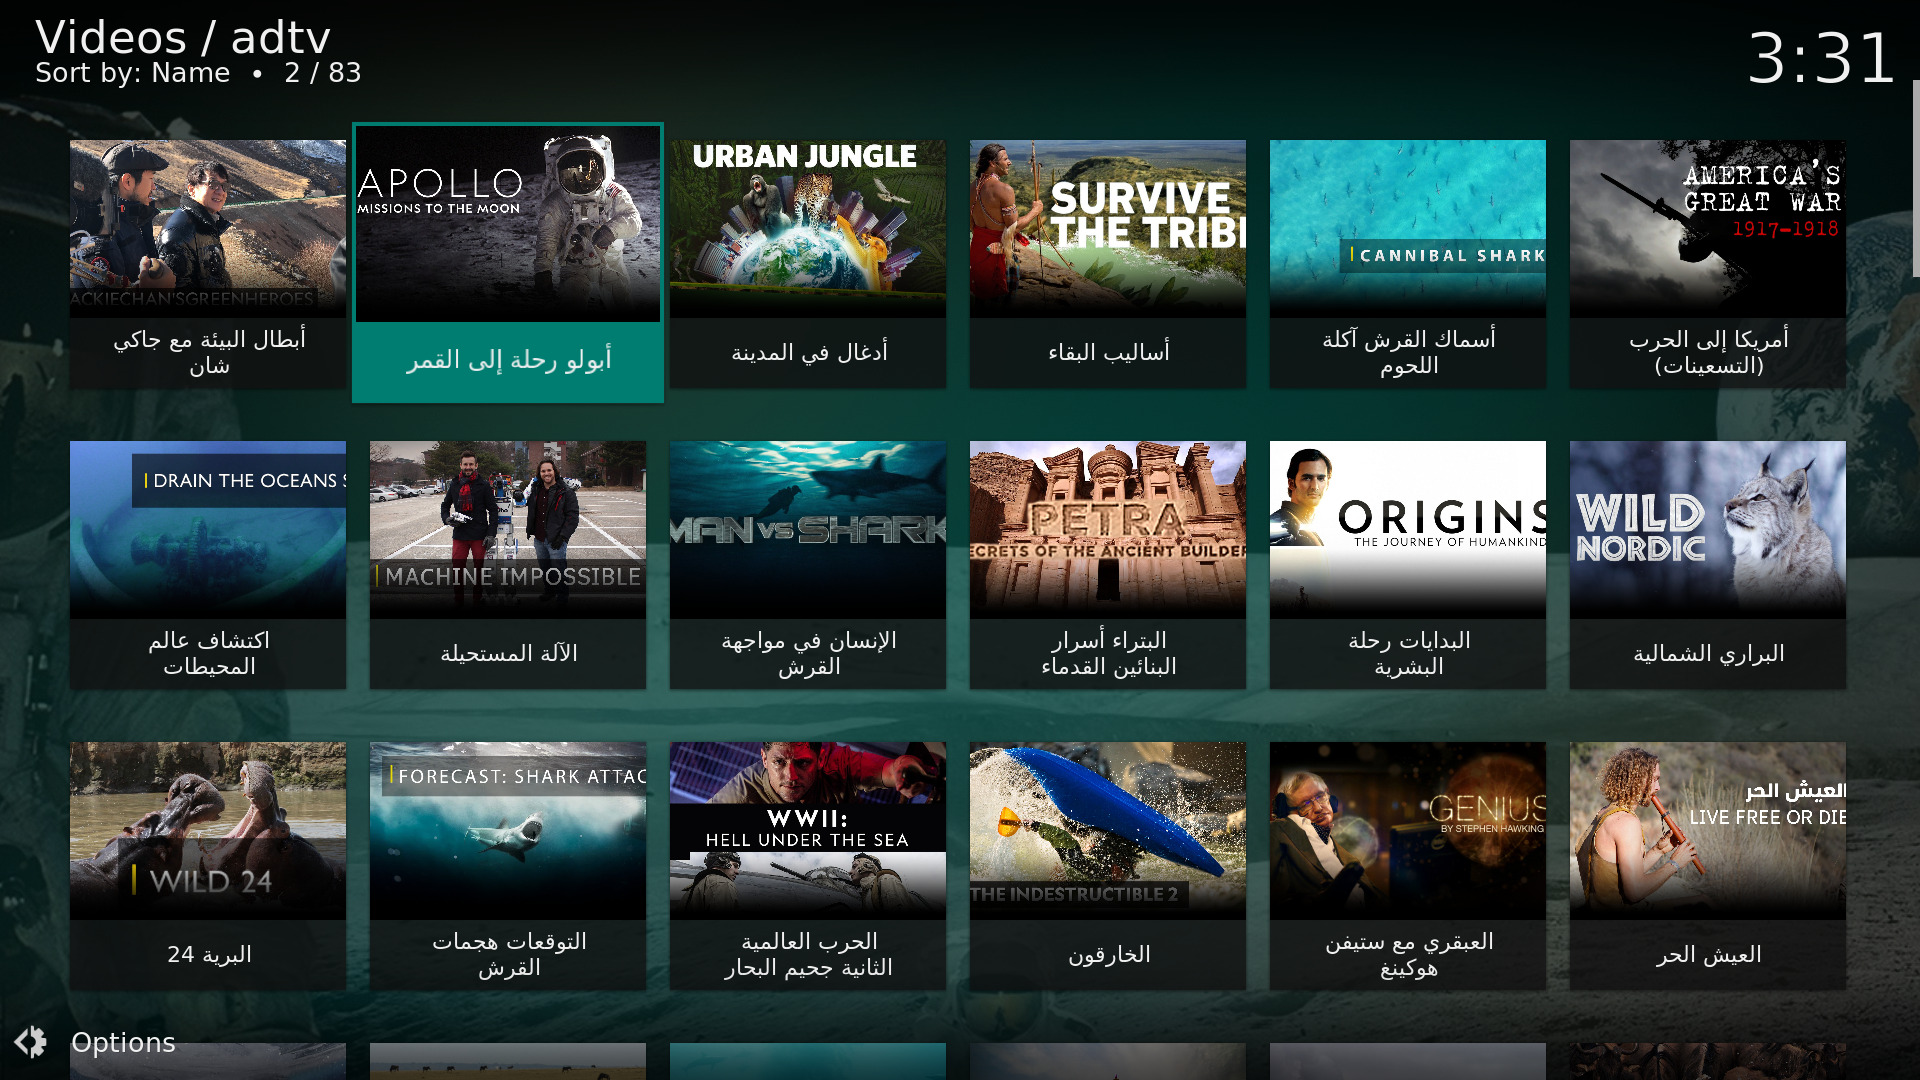 Videos / adtv
Sort by: Name • 2 / 83
3:31
ACKIECHAN'SGREENHEROES
أبطال البيئة مع جاكي
شان
APOLLO
MISSIONS TO THE MOON
أبولو رحلة إلى القمر
URBAN JUNGLE
أدغال في المدينة
SURVIVE
THE TRIB
أساليب البقاء
CANNIBAL SHARK
أسماك القرش آكلة
اللحوم
AMERICA'S
GREAT WAR
1917-1918
أمريكا إلى الحرب
(التسعينات)
DRAIN THE OCEANS S
اكتشاف عالم
المحيطات
MACHINE IMPOSSIBLE
الآلة المستحيلة
MAN VS SHARK
الإنسان في مواجهة
القرش
PETRA
ECRETS OF THE ANCIENT BUILDER
البتراء أسرار
البنائين القدماء
ORIGINS
THE JOURNEY OF HUMANKIND
البدايات رحلة
البشرية
WILD
NORDIC
البراري الشمالية
WILD 24
البرية 24
FORECAST: SHARK ATTAC
التوقعات هجمات
القرش
WWII:
HELL UNDER THE SEA
الحرب العالمية
الثانية جحيم البحار
THE INDESTRUCTIBLE 2
الخارقون
GENIUS
BY STEPHEN HAWKING
العبقري مع ستيفن
هوكينغ
العيش الحر
LIVE FREE OR DIE
العيش الحر
Options